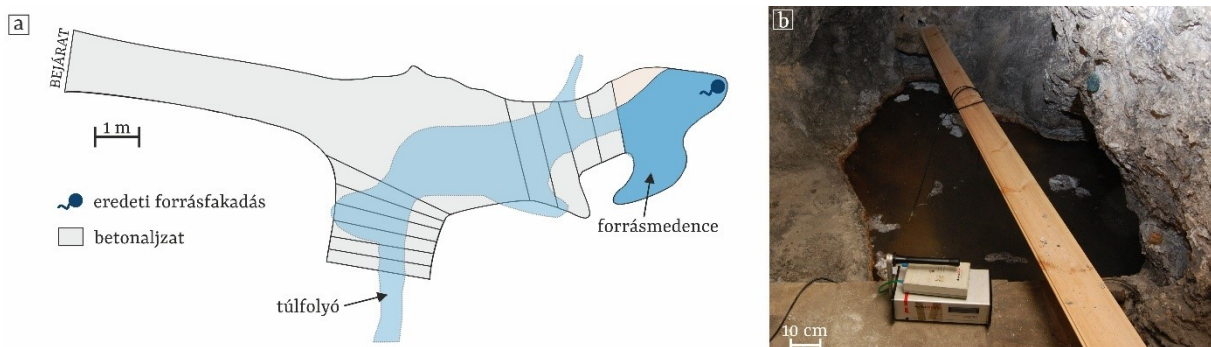 a
BEJÁRAT
1 m
eredeti forrásfakadás
betonaljzat
túlfolyó
forrásmedence
b
10 cm